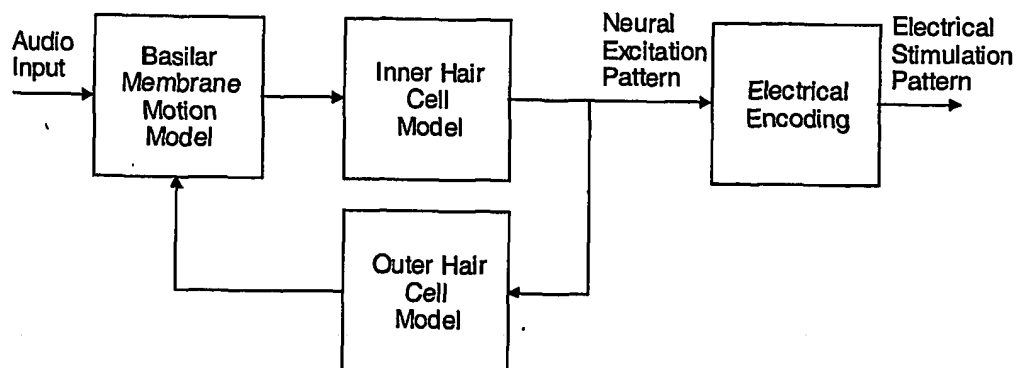 Audio
Input
Basilar
Membrane
Motion
Model
Inner Hair
Cell
Model
Neural
Excitation
Pattern
Electrical
Encoding
Electrical
Stimulation
Pattern
Outer Hair
Cell
Model